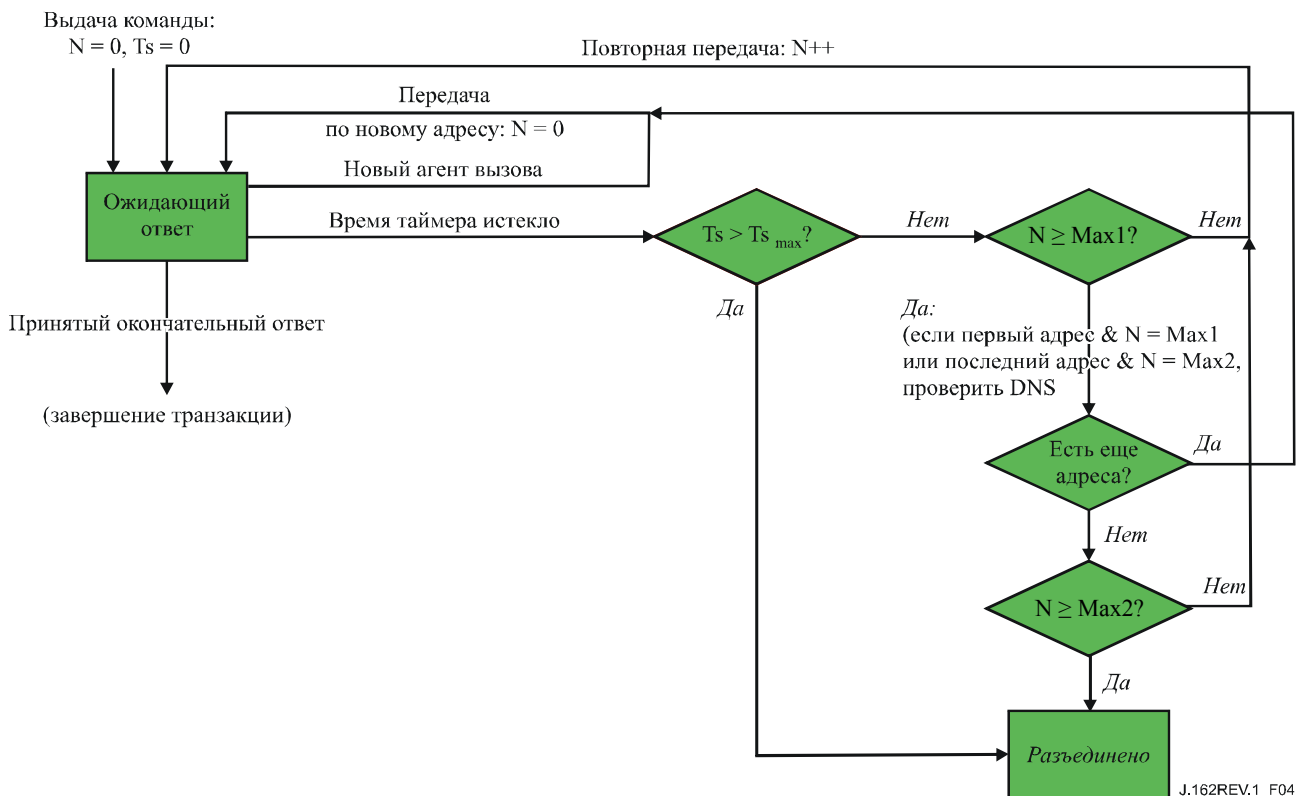 Выдача команды:
N = 0, Ts = 0
Повторная передача: N++
Передача
по новому адресу: N = 0
Новый агент вызова
Ожидающий
ответ
Время таймера истекло
Ts > Ts max?
Нет
N ≥ Max1?
Нет
Да
Да:
(если первый адрес & N = Max1
или последний адрес & N = Max2,
проверить DNS
Принятый окончательный ответ
(завершение транзакции)
Есть еще
адреса?
Да
Нет
N ≥ Max2?
Нет
Да
Разъединено
J.162REV.1_F04